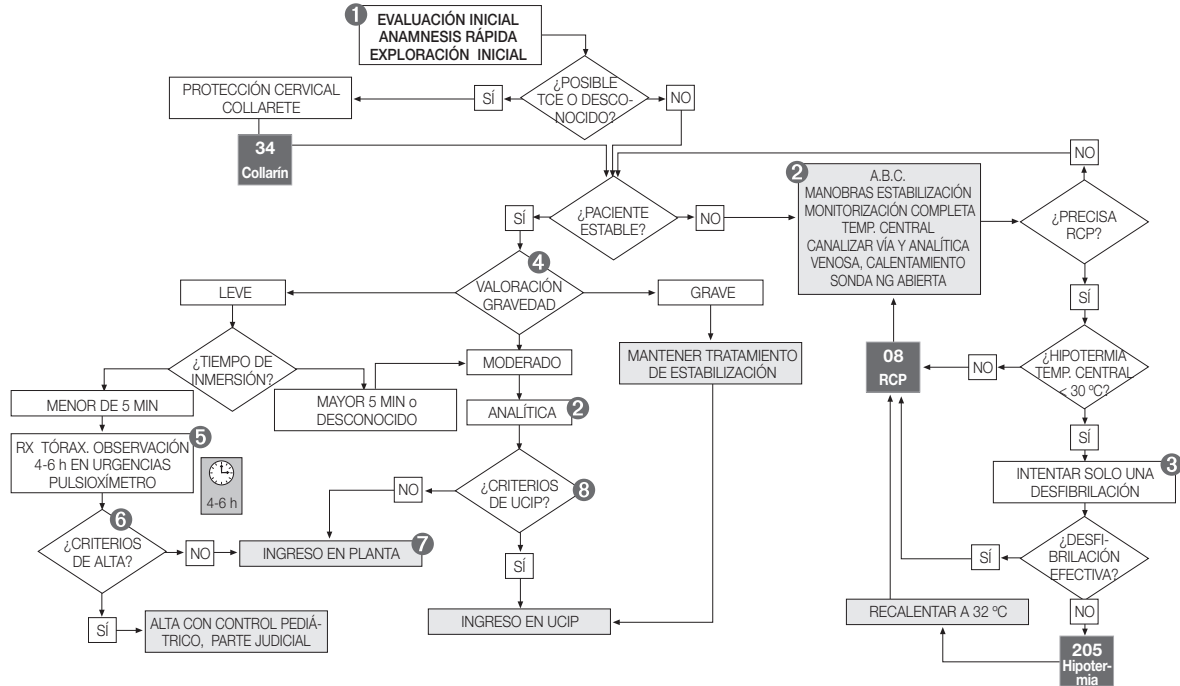 1
EVALUACIÓN INICIAL
ANAMNESIS RÁPIDA
EXPLORACIÓN INICIAL
¿POSIBLE
TCE O DESCO-
NOCIDO?
SÍ
NO
PROTECCIÓN CERVICAL
COLLARETE
34
Collarín
¿PACIENTE
ESTABLE?
SÍ
NO
2
A.B.C.
MANOBRAS ESTABILIZACIÓN
MONITORIZACIÓN COMPLETA
TEMP. CENTRAL
CANALIZAR VÍA Y ANALÍTICA
VENOSA, CALENTAMIENTO
SONDA NG ABIERTA
NO
¿PRECISA
RCP?
SÍ
4
VALORACIÓN
GRAVEDAD
LEVE
GRAVE
¿TIEMPO DE
INMERSIÓN?
MODERADO
MANTENER TRATAMIENTO
DE ESTABILIZACIÓN
08
RCP
NO
¿HIPOTERMIA
TEMP. CENTRAL
< 30 ºC?
SÍ
MENOR DE 5 MIN
MAYOR 5 MIN o
DESCONOCIDO
ANALÍTICA
2
5
RX TÓRAX. OBSERVACIÓN
4-6 h EN URGENCIAS
PULSIOXÍMETRO
4-6 h
NO
¿CRITERIOS
DE UCIP?
8
3
INTENTAR SOLO UNA
DESFIBRILACIÓN
6
¿CRITERIOS
DE ALTA?
NO
INGRESO EN PLANTA
7
SÍ
SÍ
¿DESFI-
BRILACIÓN
EFECTIVA?
NO
SÍ
ALTA CON CONTROL PEDIÁ-
TRICO, PARTE JUDICIAL
INGRESO EN UCIP
RECALENTAR A 32 ºC
205
Hipoter-
mia